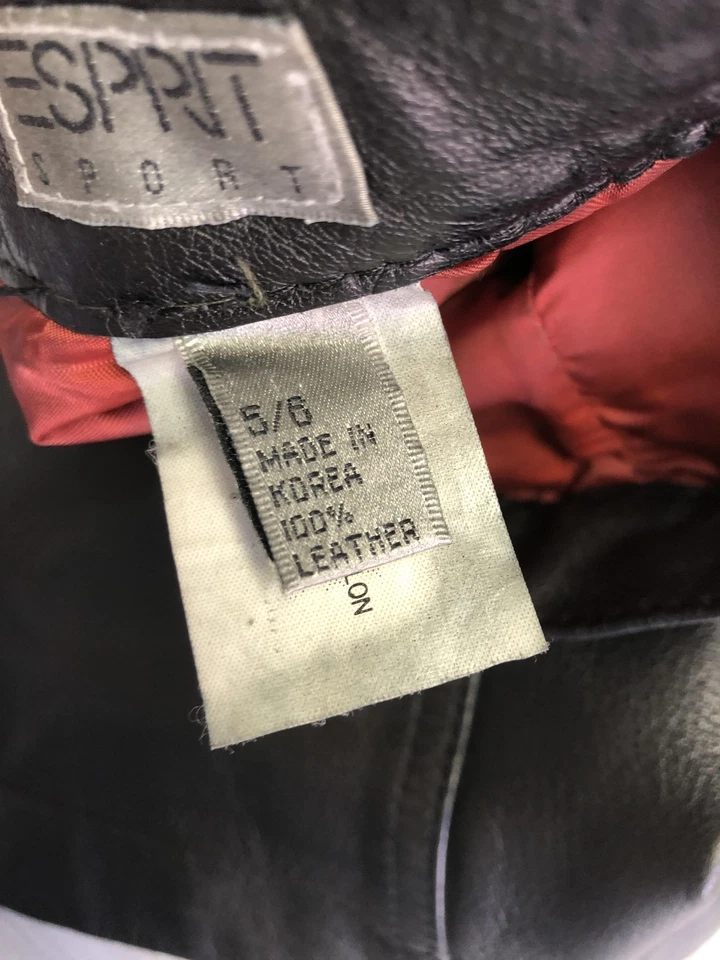 ESPRIT
SPORT
5/6
MADE IN
KOREA
100%
LEATHER